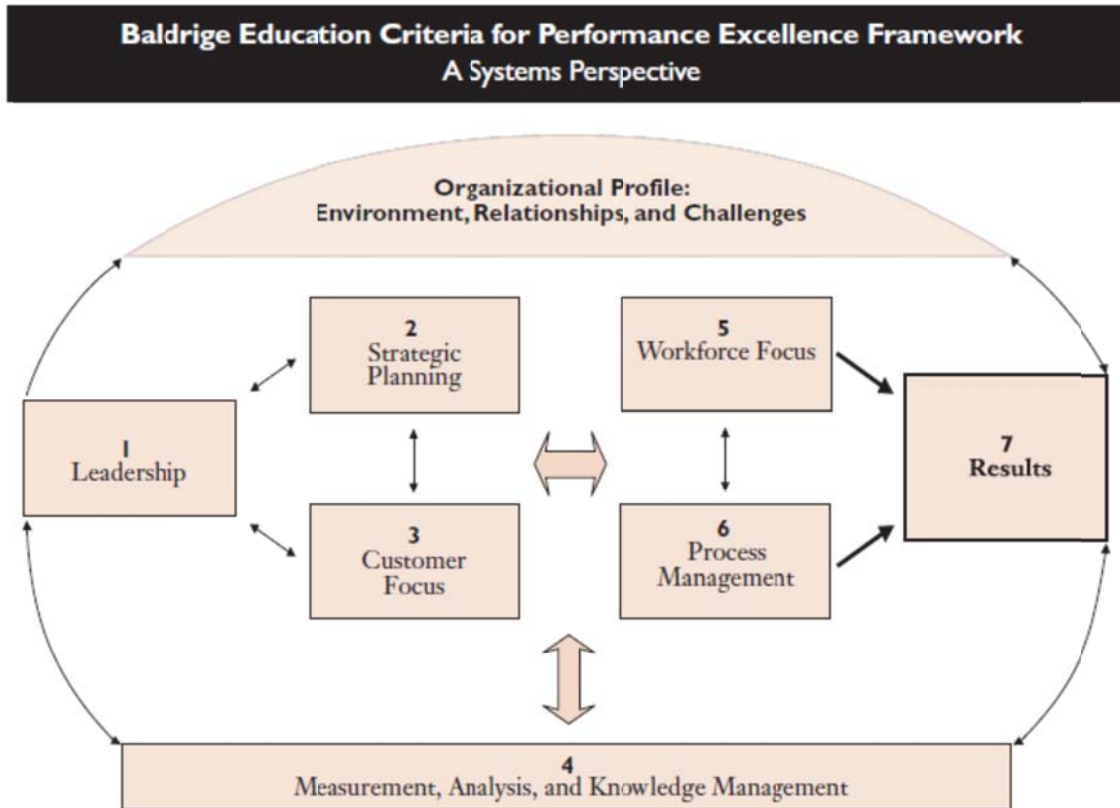 Baldrige Education Criteria for Performance Excellence Framework
A Systems Perspective
Organizational Profile:
Environment, Relationships, and Challenges
2
Strategic
Planning
5
Workforce Focus
1
Leadership
7
Results
3
Customer
Focus
6
Process
Management
4
Measurement, Analysis, and Knowledge Management